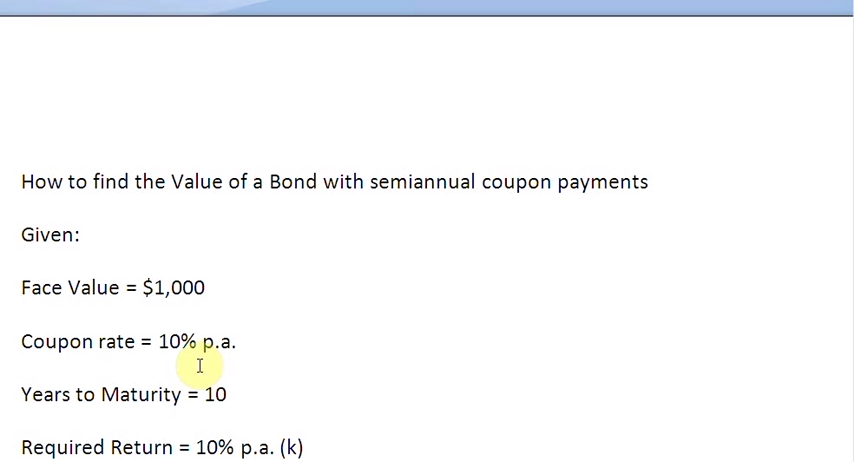 How to find the Value of a Bond with semiannual coupon payments
Given:
Face Value = $1,000
Coupon rate = 10% p.a.
Years to Maturity = 10
Required Return = 10% p.a. (k)